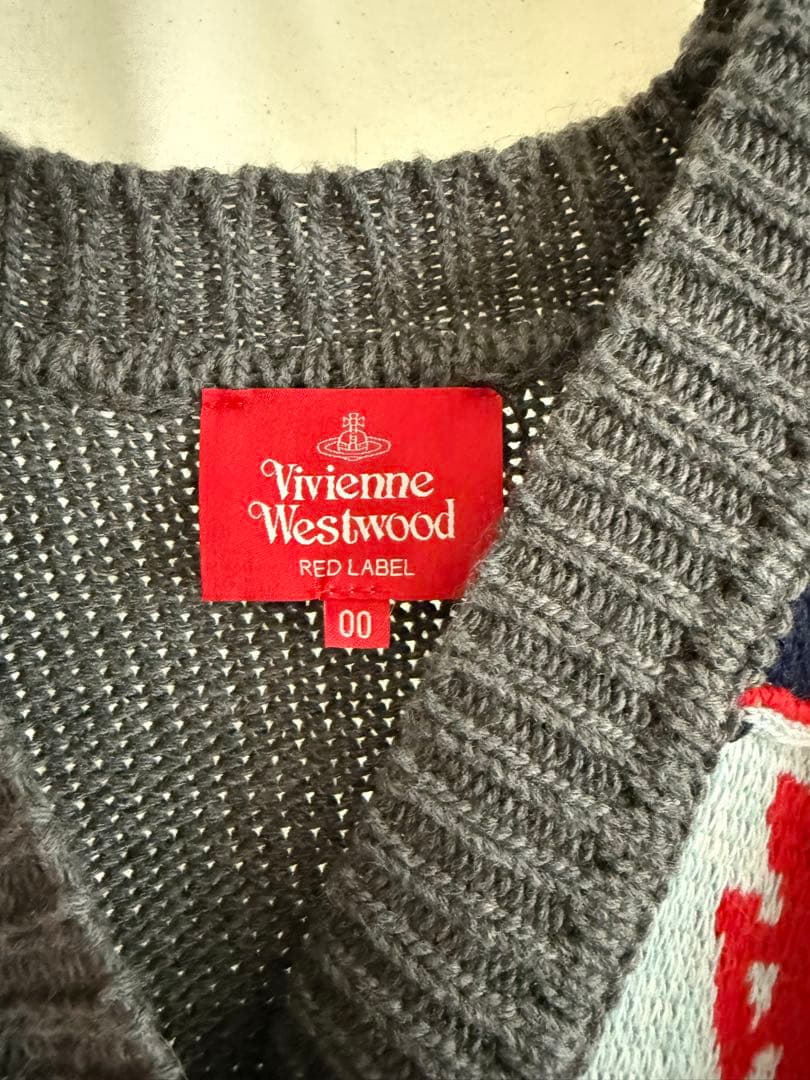 Vivienne
Westwood
RED LABEL
00